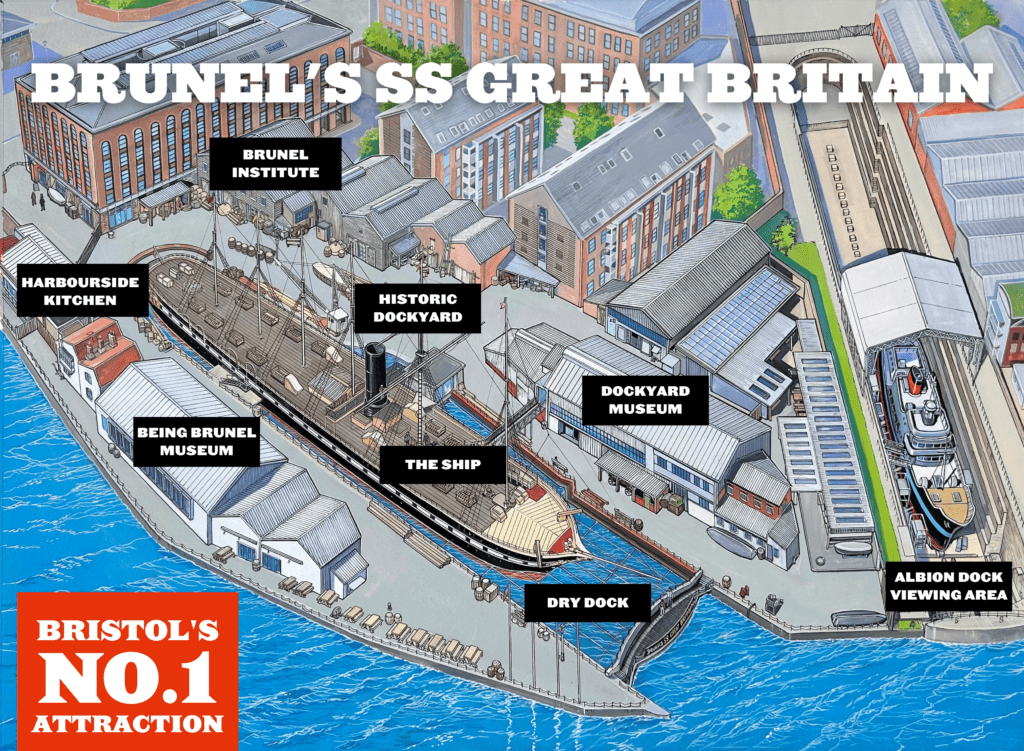 BRUNEL'S SS GREAT BRITAIN
BRUNEL
INSTITUTE
HARBOURSIDE
KITCHEN
HISTORIC
DOCKYARD
DOCKYARD
MUSEUM
BEING BRUNEL
MUSEUM
THE SHIP
ALBION DOCK
VIEWING AREA
DRY DOCK
BRISTOL'S
NO.1
ATTRACTION